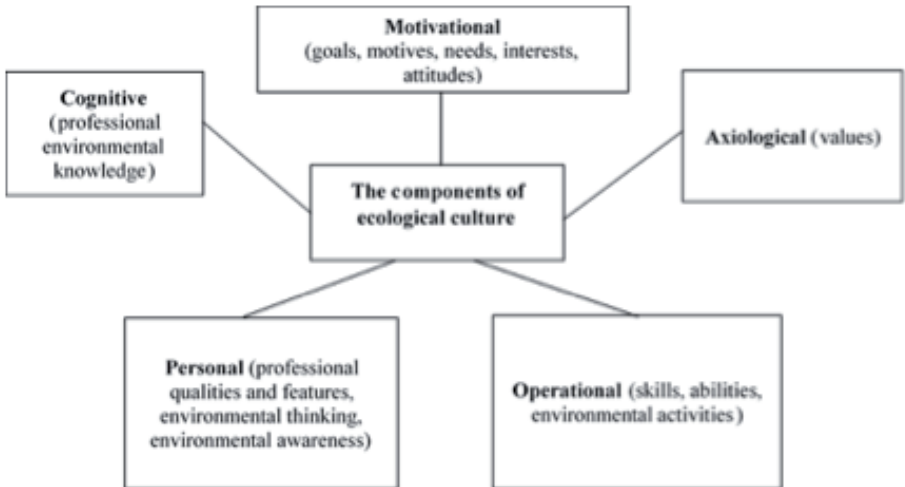 Motivational
(goals, motives, needs, interests,
attitudes)
Cognitive
(professional
environmental
knowledge)
Axiological (values)
The components of
ecological culture
Personal (professional
qualities and features,
environmental thinking,
environmental awareness)
Operational (skills, abilities,
environmental activities)